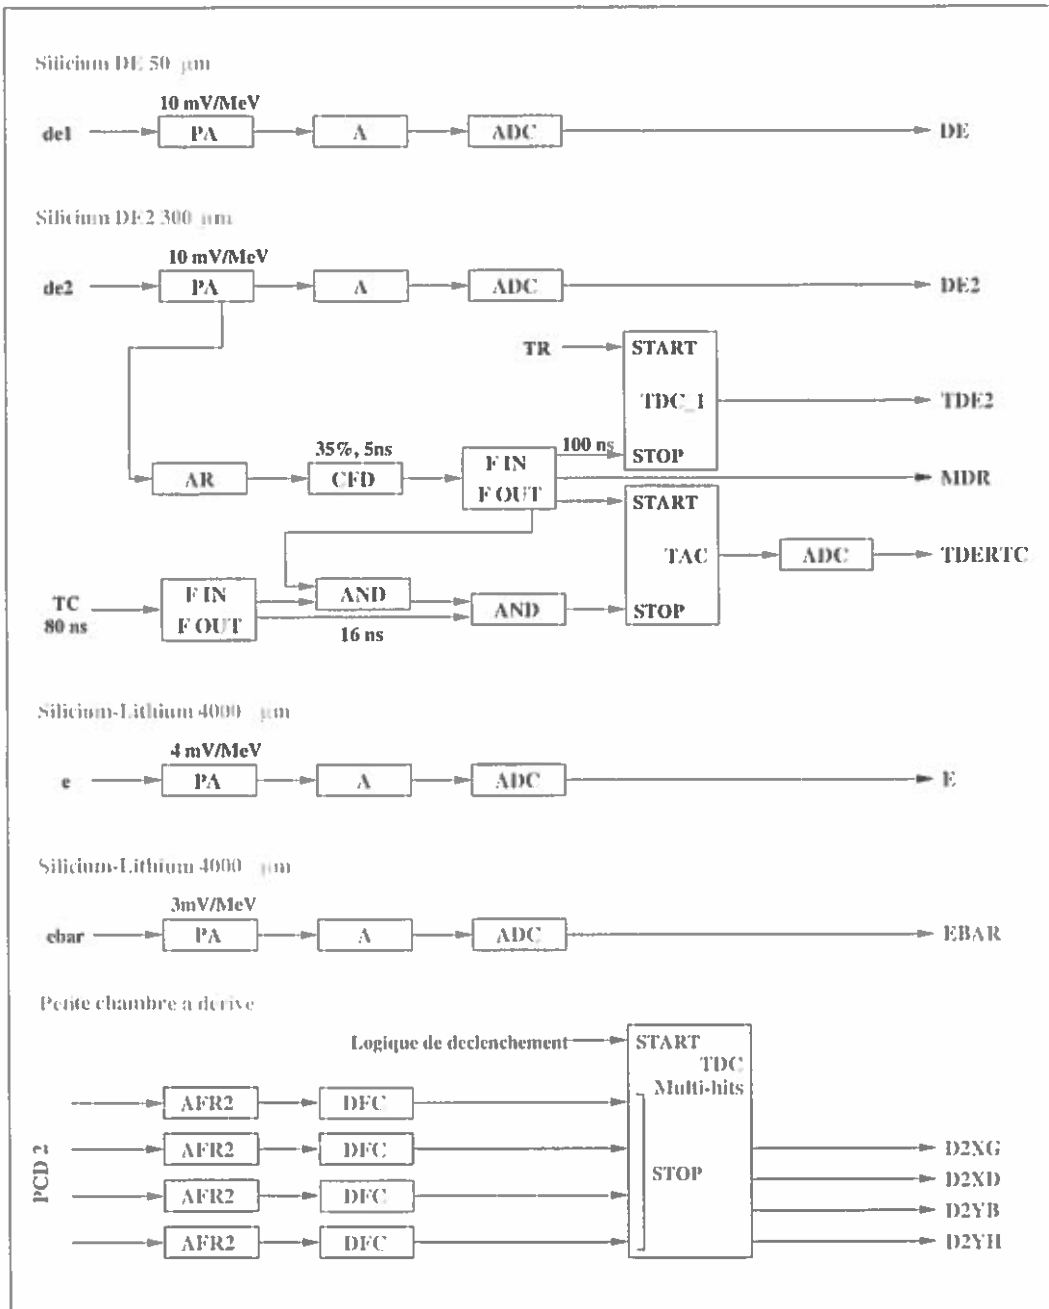 Silicium DE 50 µm
10 mV/MeV
de1 PA A ADC DE
Silicium DE2 300 µm
10 mV/MeV
de2 PA A ADC DE2
TR START
TDC_1 TDE2
100 ns STOP
35%, 5ns
AR CFD F IN
F OUT
MDR
START
TAC ADC TDERTC
STOP
TC
80 ns
F IN
F OUT
AND
AND
16 ns
Silicium-Lithium 4000 µm
4 mV/MeV
e PA A ADC E
Silicium-Lithium 4000 µm
3mV/MeV
ebar PA A ADC EBAR
Petite chambre a dérive
Logique de declenchement START
TDC
Multi-hits
STOP
PCD 2
AFR2 DFC
AFR2 DFC D2XG
AFR2 DFC D2XD
AFR2 DFC D2YB
D2YH